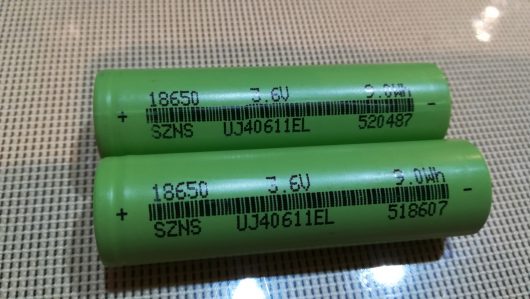 18650 3.6V 9.0Wh
+ -
SZNS UJ40611EL 520487
18650 3.6V 9.0Wh
+ -
SZNS UJ40611EL 518607